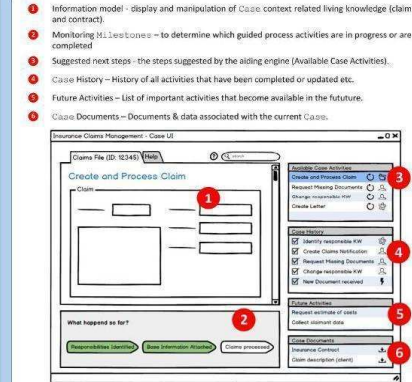 1 Information model - display and manipulation of Case context related living knowledge (claim
and contract).
2 Monitoring Milestones – to determine which guided process activities are in progress or are
completed
3 Suggested next steps - the steps suggested by the aiding engine (Available Case Activities).
4 Case History – History of all activities that have been completed or updated etc.
5 Future Activities – List of important activities that become available in the fututure.
6 Case Documents – Documents & data associated with the current Case.
Insurance Claims Management - Case UI
Claims File (ID: 12345) Help
? search
Create and Process Claim
Claim
1
Available Case Activities
Create and Process Claim
Request Missing Documents
Change responsible KW
Create Letter
3
Case History
Identify responsible KW
Create Claims Notification
Request Missing Documents
Change responsible KW
New Document received
4
2
What happend so far?
Responsibilities Identified
Base Information Attached
Claims processed
Future Activities
Request estimate of costs
Collect claimant data
5
Case Documents
Insurance Contract
Claim description (client)
6